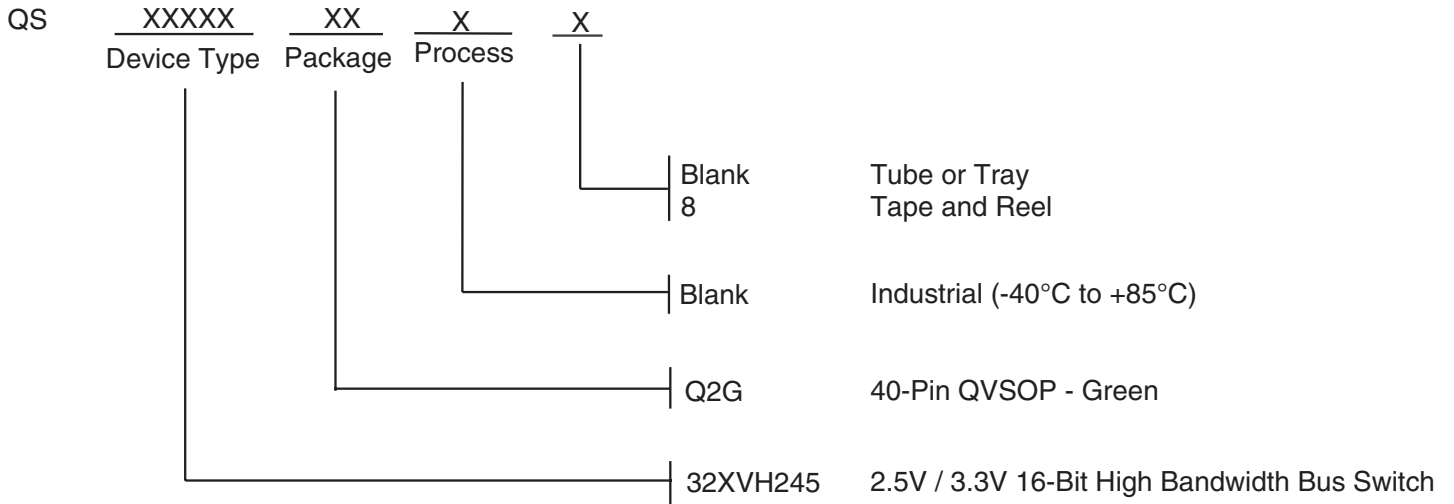 QS XXXXX XX X X
Device Type Package Process
Blank Tube or Tray
8 Tape and Reel
Blank Industrial (-40°C to +85°C)
Q2G 40-Pin QVSOP - Green
32XVH245 2.5V / 3.3V 16-Bit High Bandwidth Bus Switch